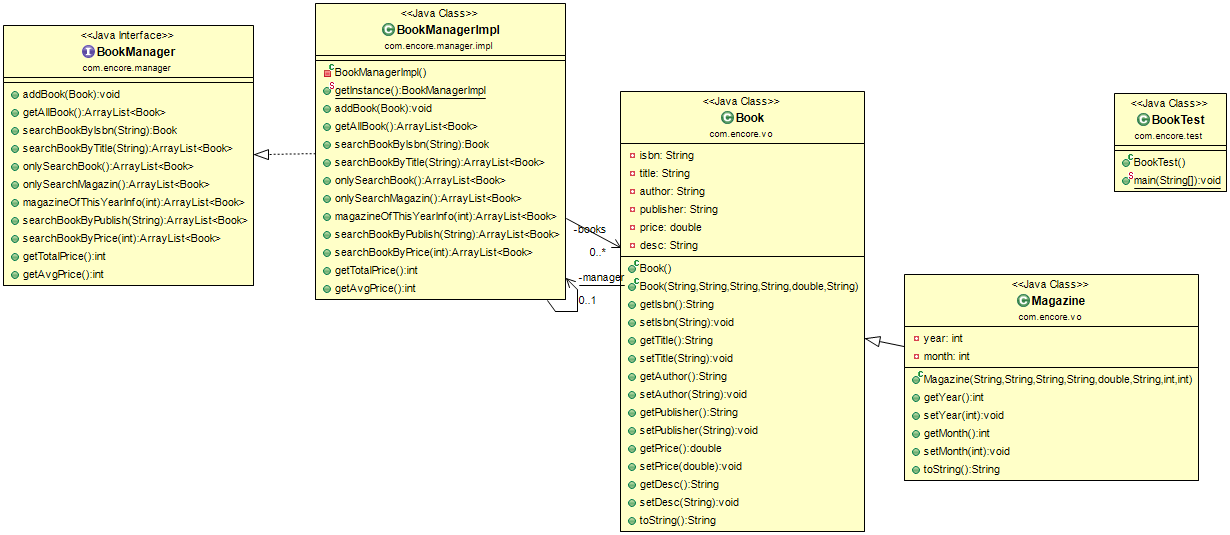 <<Java Interface>>
BookManager
com.encore.manager
addBook(Book):void
getAllBook():ArrayList<Book>
searchBookByIsbn(String):Book
searchBookByTitle(String):ArrayList<Book>
onlySearchBook():ArrayList<Book>
onlySearchMagazin():ArrayList<Book>
magazineOfThisYearInfo(int):ArrayList<Book>
searchBookByPublish(String):ArrayList<Book>
searchBookByPrice(int):ArrayList<Book>
getTotalPrice():int
getAvgPrice():int
<<Java Class>>
BookManagerImpl
com.encore.manager.impl
BookManagerImpl()
getInstance():BookManagerImpl
addBook(Book):void
getAllBook():ArrayList<Book>
searchBookByIsbn(String):Book
searchBookByTitle(String):ArrayList<Book>
onlySearchBook():ArrayList<Book>
onlySearchMagazin():ArrayList<Book>
magazineOfThisYearInfo(int):ArrayList<Book>
searchBookByPublish(String):ArrayList<Book>
searchBookByPrice(int):ArrayList<Book>
getTotalPrice():int
getAvgPrice():int
-books
0..*
-manager
0..1
<<Java Class>>
Book
com.encore.vo
isbn: String
title: String
author: String
publisher: String
price: double
desc: String
Book()
Book(String,String,String,String,double,String)
getIsbn():String
setIsbn(String):void
getTitle():String
setTitle(String):void
getAuthor():String
setAuthor(String):void
getPublisher():String
setPublisher(String):void
getPrice():double
setPrice(double):void
getDesc():String
setDesc(String):void
toString():String
<<Java Class>>
Magazine
com.encore.vo
year: int
month: int
Magazine(String,String,String,String,double,String,int,int)
getYear():int
setYear(int):void
getMonth():int
setMonth(int):void
toString():String
<<Java Class>>
BookTest
com.encore.test
BookTest()
main(String[]):void